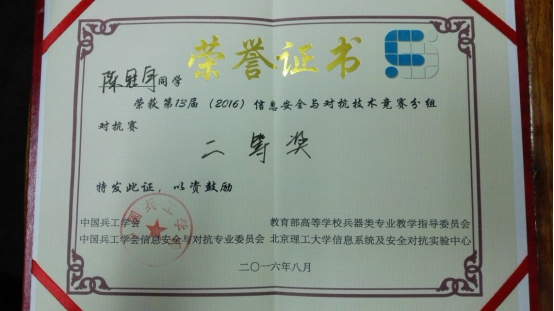 荣誉证书
陈冠同学
荣获第13届（2016）信息安全与对抗技术竞赛分组
对抗赛
二等奖
特发此证，以资鼓励
中国兵工学会 教育部高等学校兵器类专业教学指导委员会
中国兵工学会信息安全与对抗专业委员会 北京理工大学信息系统及安全对抗实验中心
二〇一六年八月